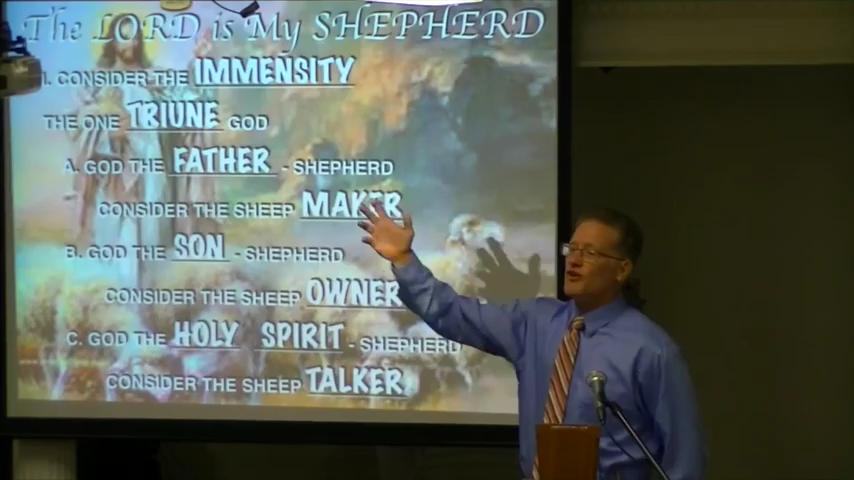 The LORD is My SHEPHERD
I. CONSIDER THE IMMENSITY
THE ONE TRIUNE GOD
A. GOD THE FATHER - SHEPHERD
CONSIDER THE SHEEP MAKER
B. GOD THE SON - SHEPHERD
CONSIDER THE SHEEP OWNER
C. GOD THE HOLY SPIRIT - SHEPHERD
CONSIDER THE SHEEP TALKER